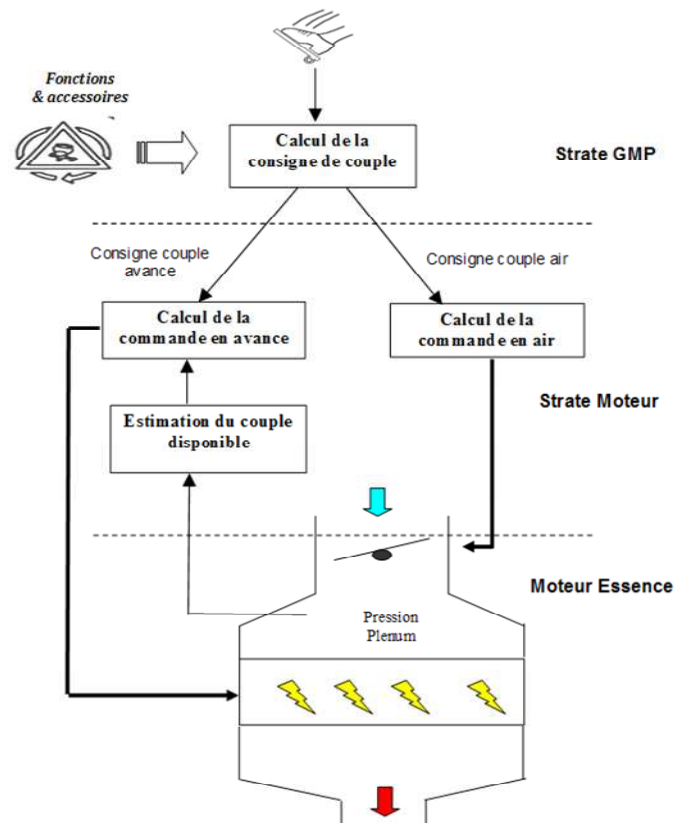 Fonctions
& accessoires
Calcul de la
consigne de couple
Strate GMP
Consigne couple
avance
Consigne couple air
Calcul de la
commande en avance
Calcul de la
commande en air
Estimation du couple
disponible
Strate Moteur
Moteur Essence
Pression
Plenum